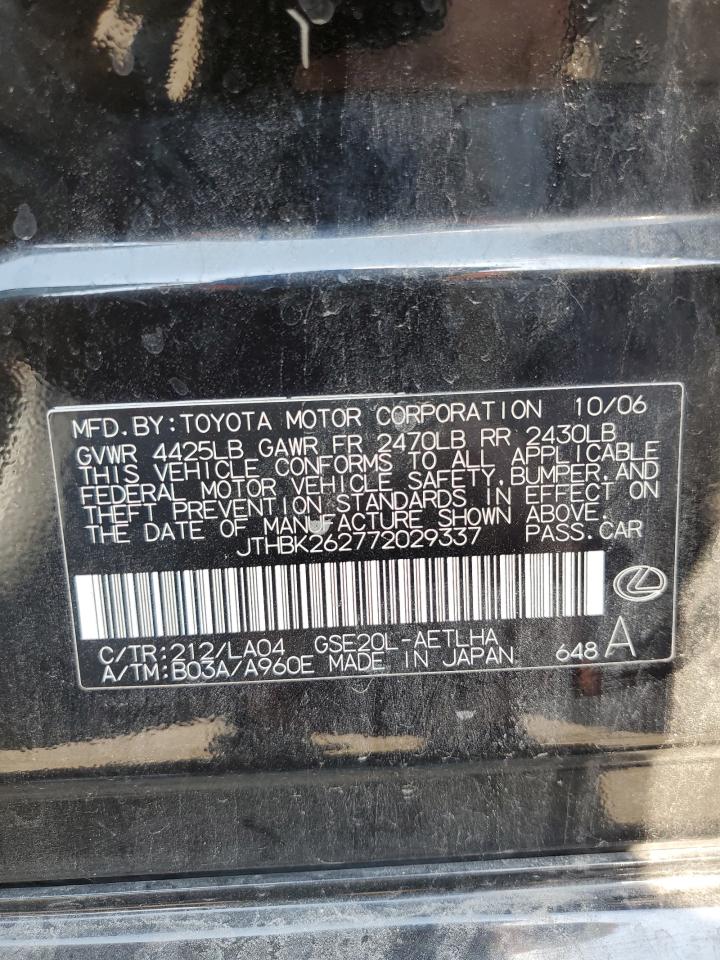 MFD.BY:TOYOTA MOTOR CORPORATION 10/06
GVWR 4425LB GAWR FR 2470LB RR 2430LB
THIS VEHICLE CONFORMS TO ALL APPLICABLE
FEDERAL MOTOR VEHICLE SAFETY,BUMPER,AND
THEFT PREVENTION STANDARDS IN EFFECT ON
THE DATE OF MANUFACTURE SHOWN ABOVE.
JTHBK262772029337 PASS.CAR
C/TR:212/LA04 GSE20L-AETLHA
A/TM:B03A/A960E MADE IN JAPAN 648 A